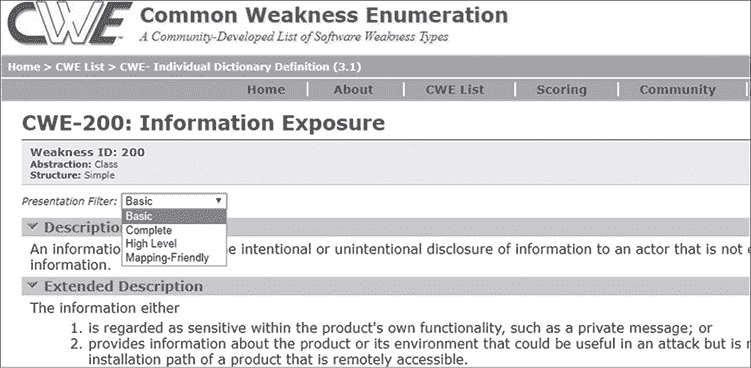 CWE
Common Weakness Enumeration
A Community-Developed List of Software Weakness Types
Home > CWE List > CWE- Individual Dictionary Definition (3.1)
Home About CWE List Scoring Community
CWE-200: Information Exposure
Weakness ID: 200
Abstraction: Class
Structure: Simple
Presentation Filter: Basic
Basic
Complete
High Level
Mapping-Friendly
Description
An information e intentional or unintentional disclosure of information to an actor that is not
information.
Extended Description
The information either
1. is regarded as sensitive within the product's own functionality, such as a private message; or
2. provides information about the product or its environment that could be useful in an attack but is
installation path of a product that is remotely accessible.